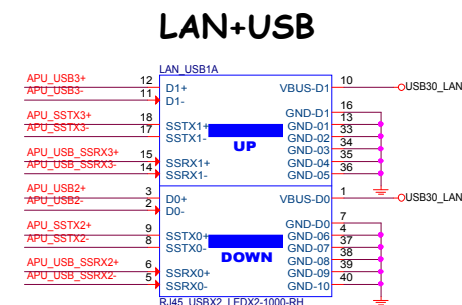 LAN+USB
LAN_USB1A
APU_USB3+ 12 D1+ VBUS-D1 10 USB30_LAN
APU_USB3- 11 D1-
GND-D1 16
APU_SSTX3+ 18 SSTX1+ GND-01 13
APU_SSTX3- 17 SSTX1- GND-02 33
UP GND-03 34
APU_USB_SSRX3+ 15 SSRX1+ GND-04 35
APU_USB_SSRX3- 14 SSRX1- GND-05 36
APU_USB2+ 3 D0+ VBUS-D0 1 USB30_LAN
APU_USB2- 2 D0-
GND-D0 7
APU_SSTX2+ 9 SSTX0+ GND-06 4
APU_SSTX2- 8 SSTX0- GND-07 37
DOWN GND-08 38
APU_USB_SSRX2+ 6 SSRX0+ GND-09 39
APU_USB_SSRX2- 5 SSRX0- GND-10 40
RJ45_USBX2_LEDX2-1000-RH